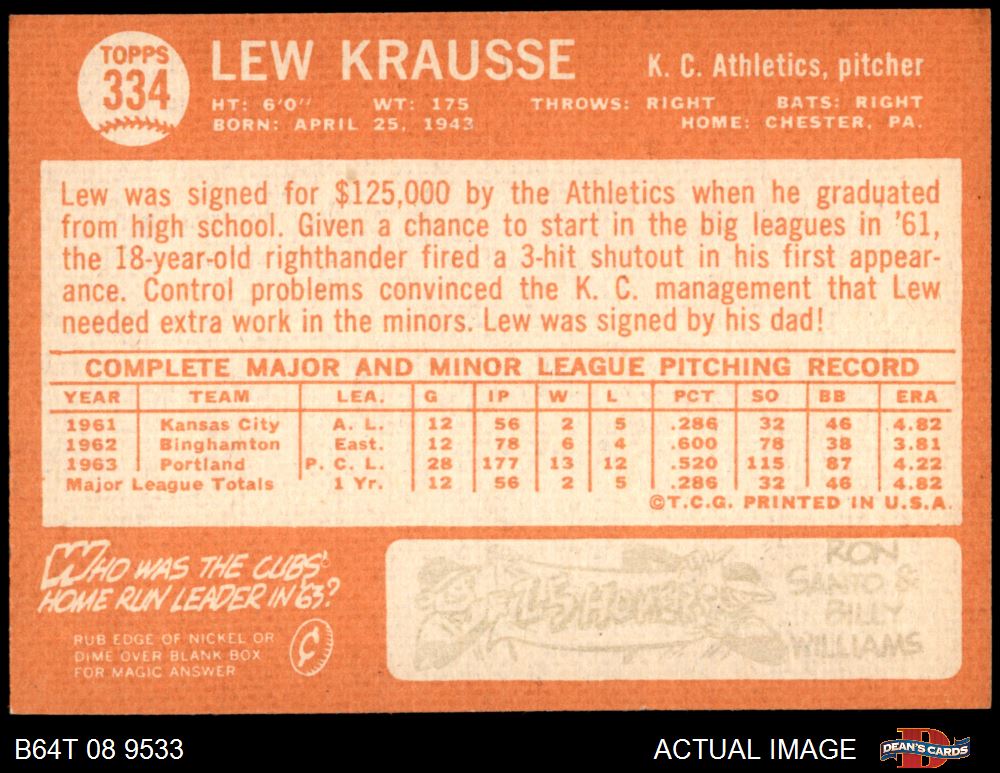 TOPPS
334
LEW KRAUSSE
K. C. Athletics, pitcher
HT: 6'0" WT: 175 THROWS: RIGHT BATS: RIGHT
BORN: APRIL 25, 1943 HOME: CHESTER, PA.
Lew was signed for $125,000 by the Athletics when he graduated
from high school. Given a chance to start in the big leagues in '61,
the 18-year-old righthander fired a 3-hit shutout in his first appear-
ance. Control problems convinced the K. C. management that Lew
needed extra work in the minors. Lew was signed by his dad!
COMPLETE MAJOR AND MINOR LEAGUE PITCHING RECORD
YEAR TEAM LEA. G IP W L PCT SO BB ERA
1961 Kansas City A. L. 12 56 2 5 .286 32 46 4.82
1962 Binghamton East. 12 78 6 4 .600 78 38 3.81
1963 Portland P. C. L. 28 177 13 12 .520 115 87 4.22
Major League Totals 1 Yr. 12 56 2 5 .286 32 46 4.82
©T.C.G. PRINTED IN U.S.A.
WHO WAS THE CUBS'
HOME RUN LEADER IN '63?
RUB EDGE OF NICKEL OR
DIME OVER BLANK BOX
FOR MAGIC ANSWER
¢
RON
SANTO &
BILLY
WILLIAMS
B64T 08 9533
ACTUAL IMAGE
DEAN'S CARDS